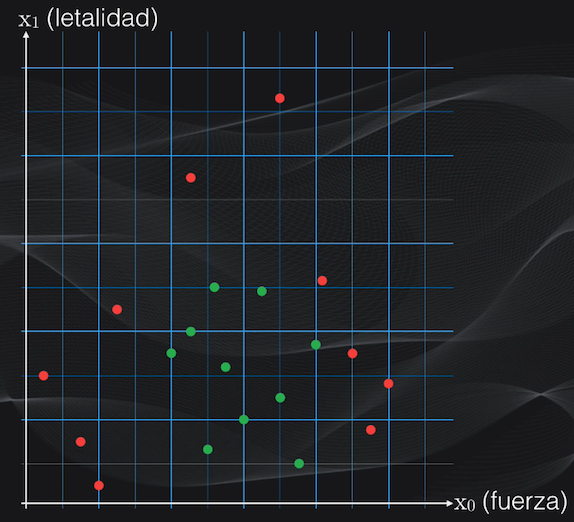 x₁ (letalidad)
x₀ (fuerza)